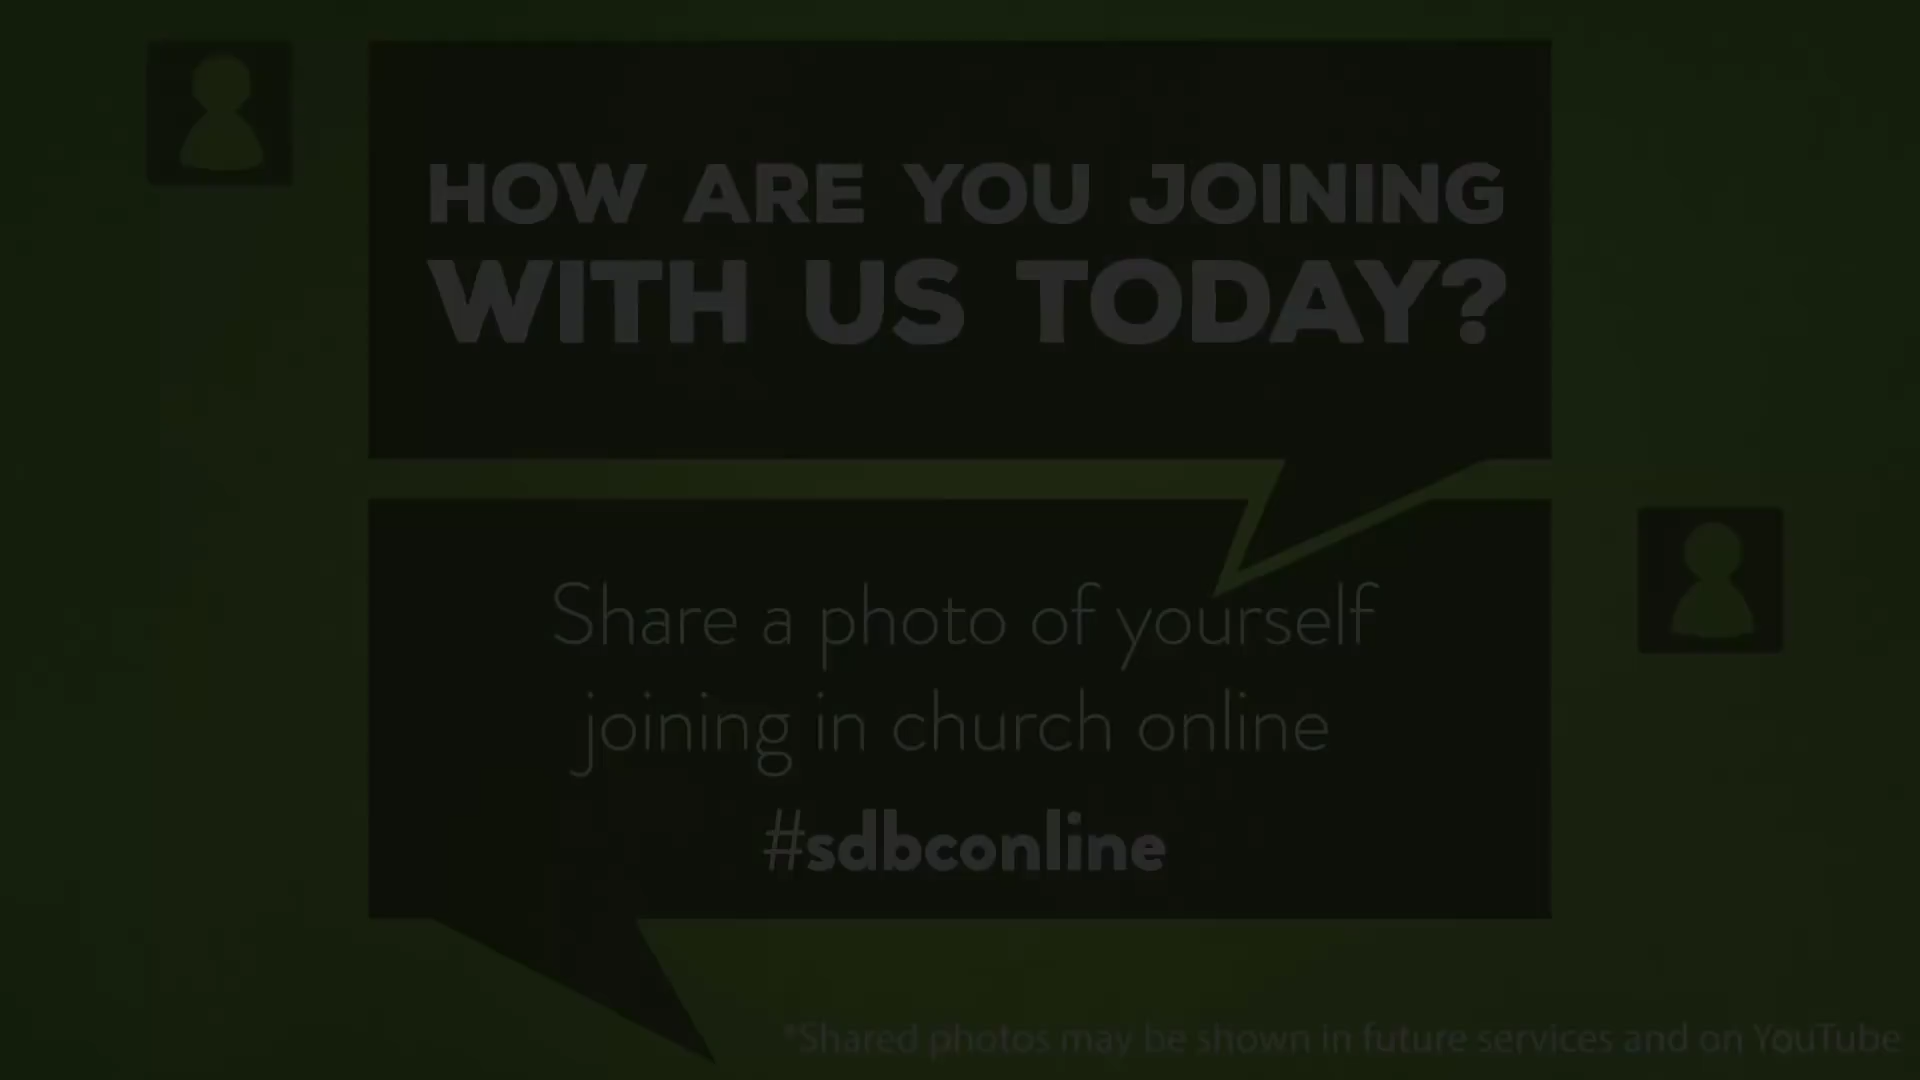 HOW ARE YOU JOINING
WITH US TODAY?
Share a photo of yourself
joining in church online
#sdbconline
*Shared photos may be shown in future services and on YouTube